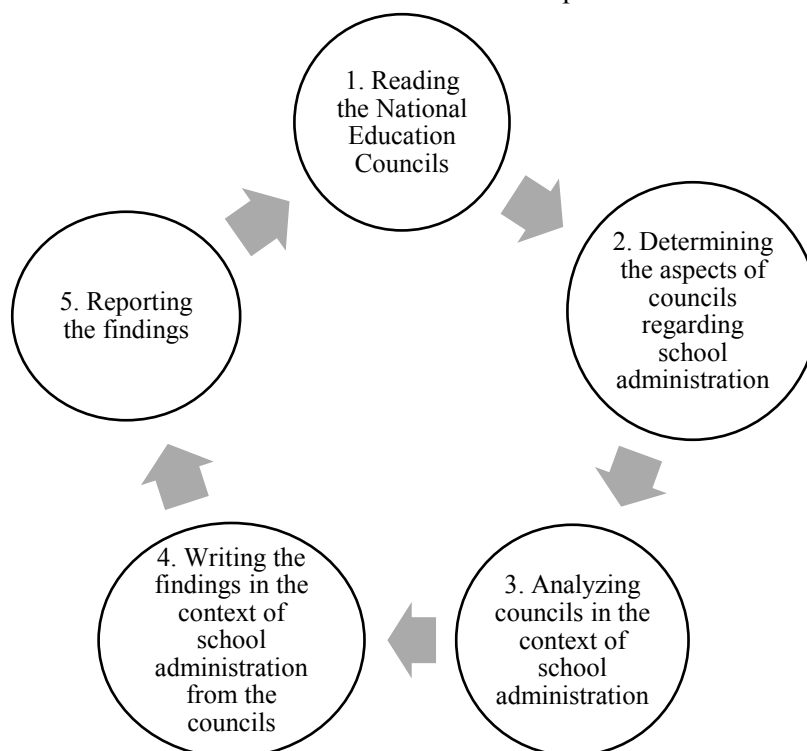 1. Reading
the National
Education
Councils
2. Determining
the aspects of
councils
regarding
school
administration
3. Analyzing
councils in the
context of
school
administration
4. Writing the
findings in the
context of
school
administration
from the
councils
5. Reporting
the findings